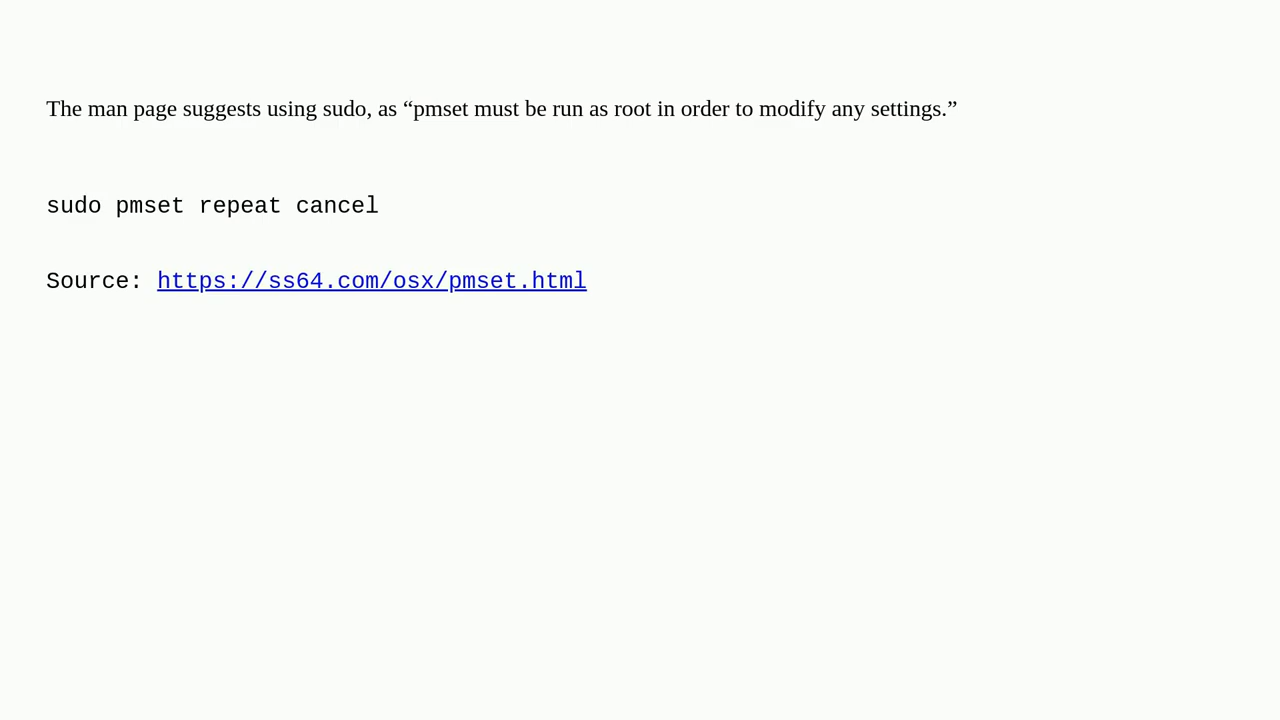 The man page suggests using sudo, as “pmset must be run as root in order to modify any settings.”
sudo pmset repeat cancel
Source: https://ss64.com/osx/pmset.html